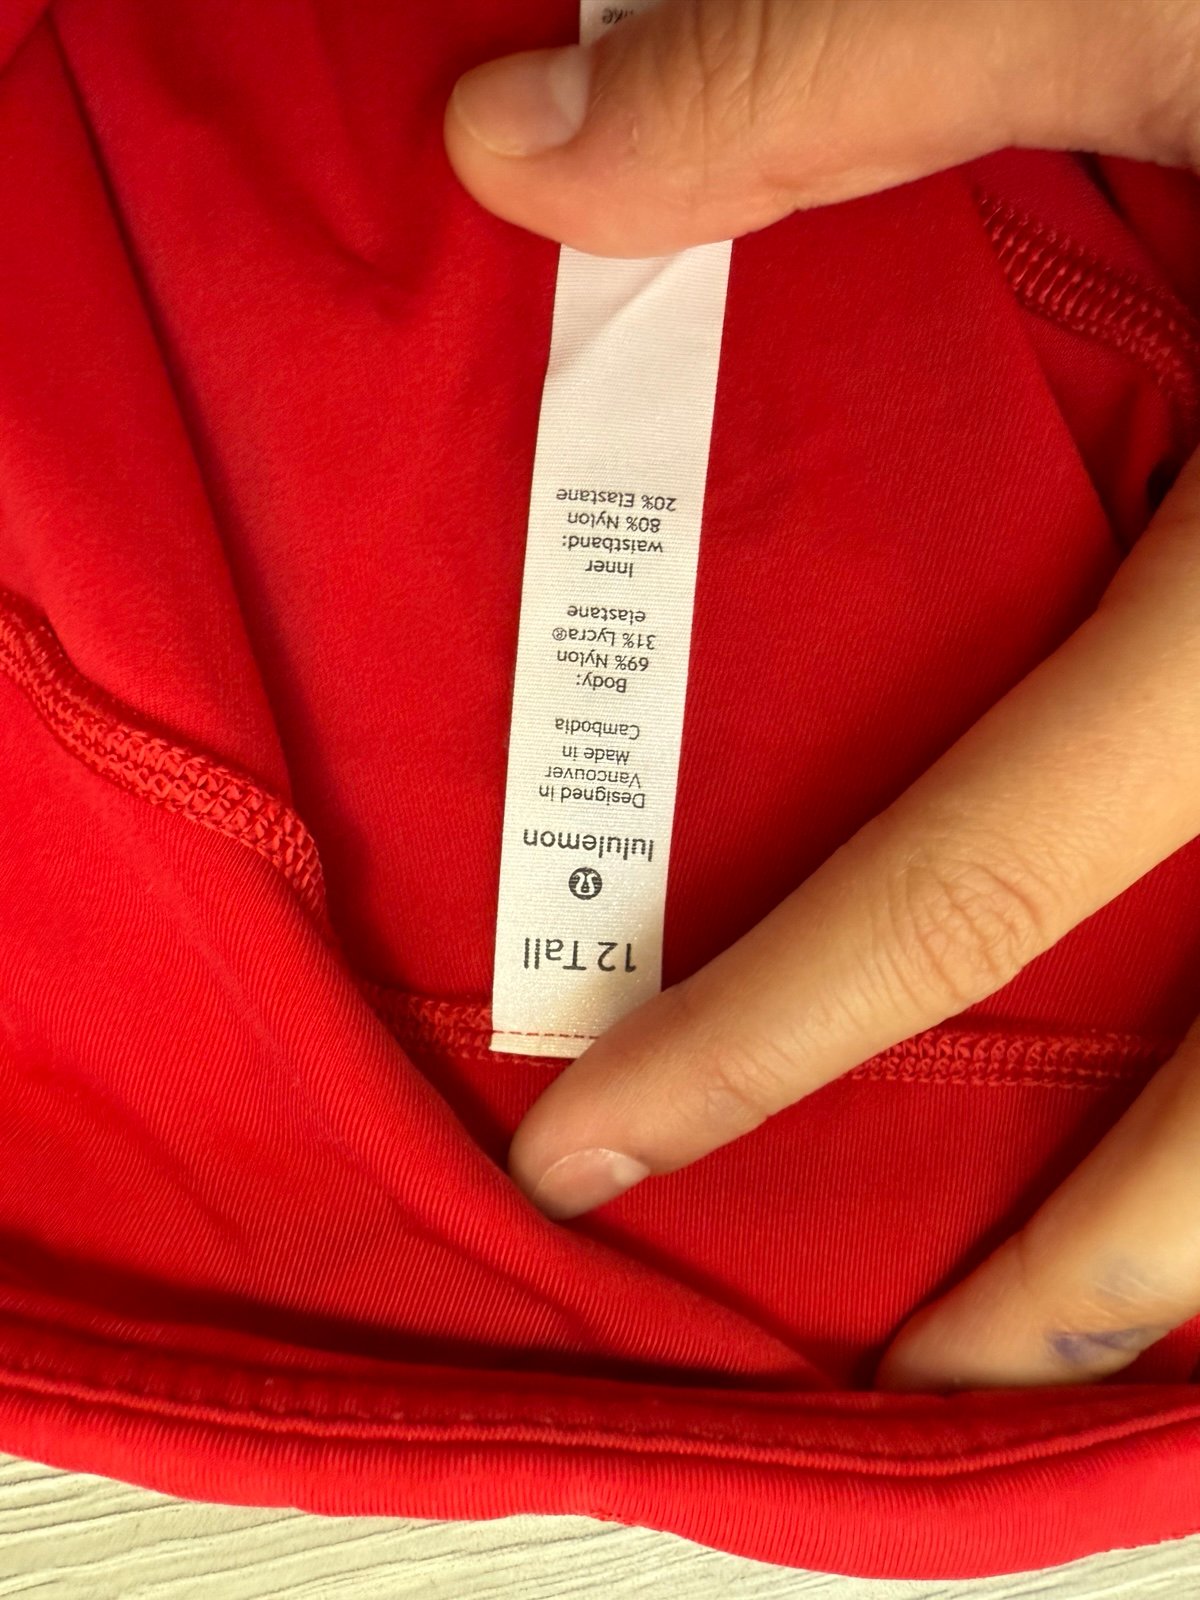 12 Tall
lululemon
Designed in
Vancouver
Made in
Cambodia
Body:
69% Nylon
31% Lycra®
elastane
Inner
waistband:
80% Nylon
20% Elastane